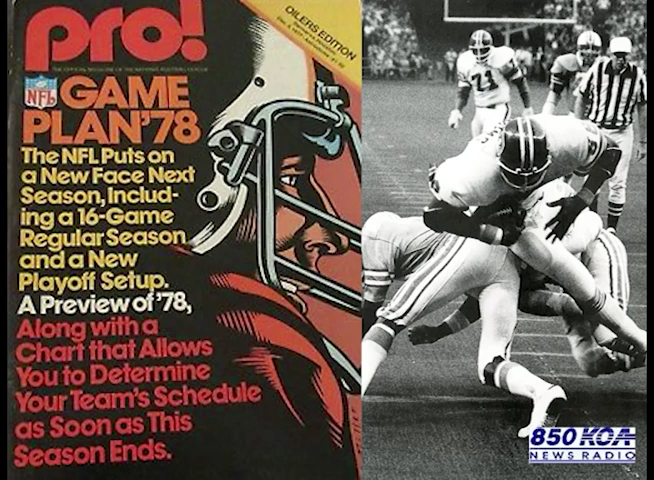 pro!
THE OFFICIAL MAGAZINE OF THE NATIONAL FOOTBALL LEAGUE
OILERS EDITION
NFL GAME
PLAN '78
The NFL Puts on
a New Face Next
Season, Includ-
ing a 16-Game
Regular Season
and a New
Playoff Setup.
A Preview of '78,
Along with a
Chart that Allows
You to Determine
Your Team's Schedule
as Soon as This
Season Ends.
71
850 KOA
NEWS RADIO